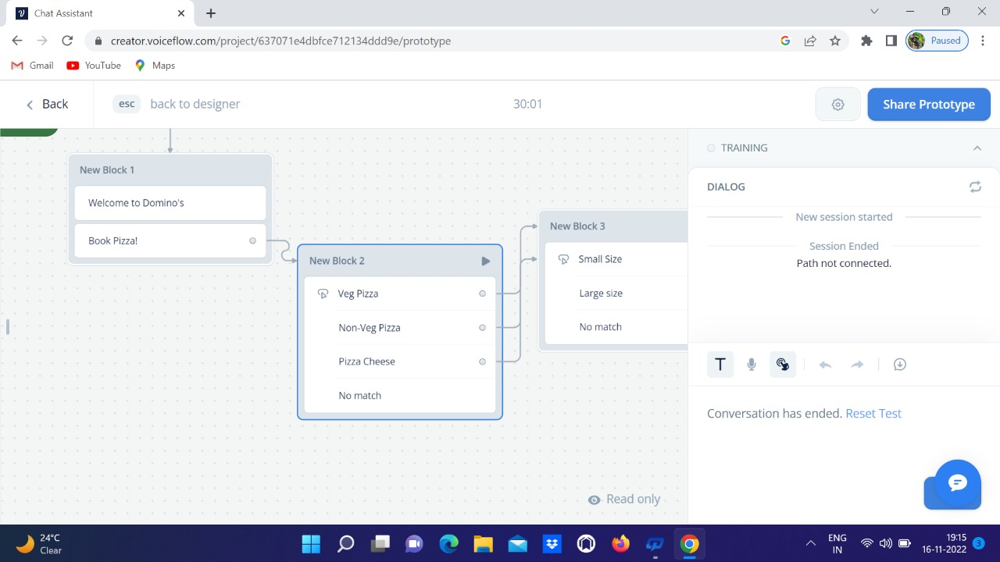 Chat Assistant
creator.voiceflow.com/project/637071e4dbfce712134ddd9e/prototype
Paused
Gmail
YouTube
Maps
Back
esc
back to designer
30:01
Share Prototype
New Block 1
Welcome to Domino's
Book Pizza!
New Block 2
Veg Pizza
Non-Veg Pizza
Pizza Cheese
No match
New Block 3
Small Size
Large size
No match
Read only
TRAINING
DIALOG
New session started
Session Ended
Path not connected.
T
Conversation has ended. Reset Test
24°C
Clear
ENG
IN
19:15
16-11-2022
3